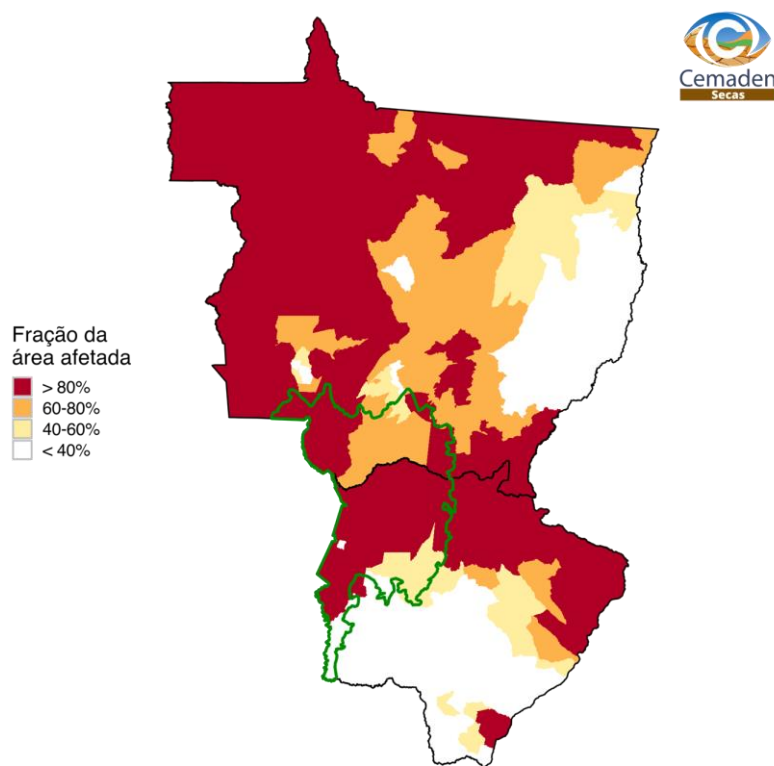 Cemaden
Secas
Fração da
área afetada
> 80%
60-80%
40-60%
< 40%